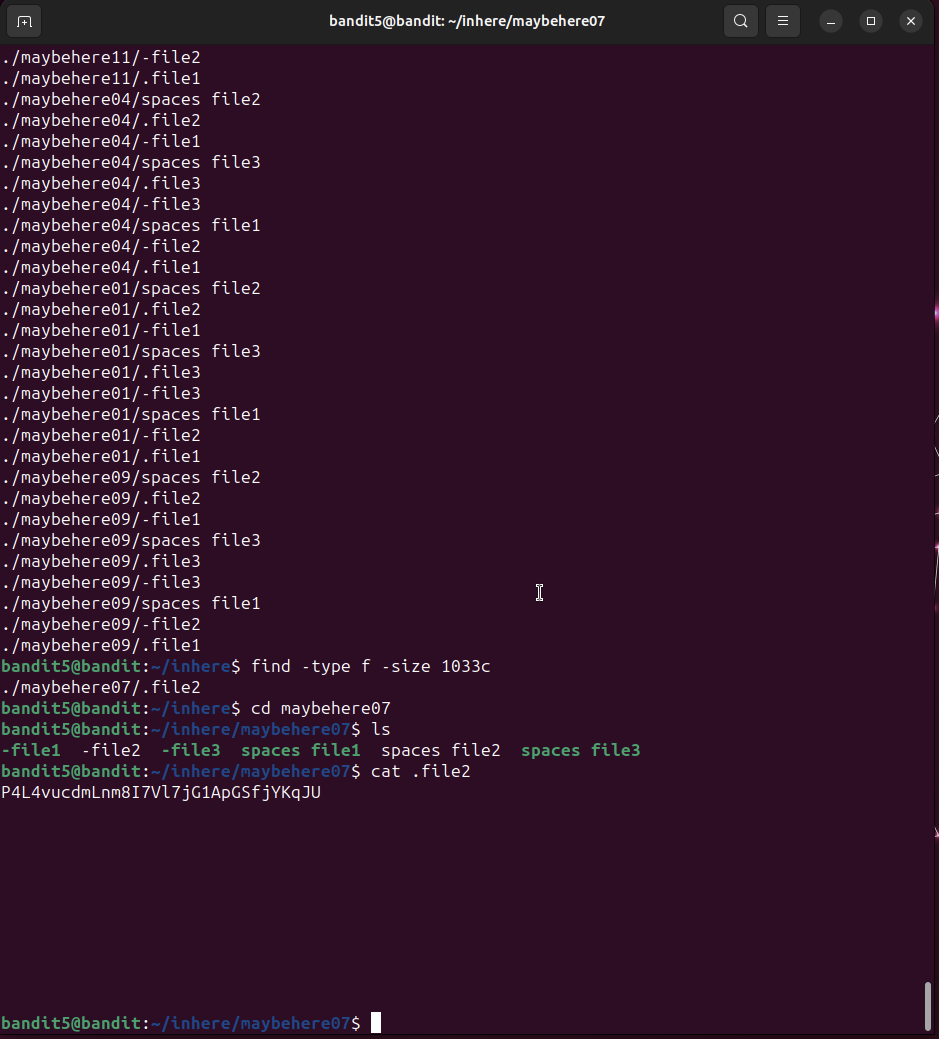 bandit5@bandit: ~/inhere/maybehere07
./maybehere11/-file2
./maybehere11/.file1
./maybehere04/spaces file2
./maybehere04/.file2
./maybehere04/-file1
./maybehere04/spaces file3
./maybehere04/.file3
./maybehere04/-file3
./maybehere04/spaces file1
./maybehere04/-file2
./maybehere04/.file1
./maybehere01/spaces file2
./maybehere01/.file2
./maybehere01/-file1
./maybehere01/spaces file3
./maybehere01/.file3
./maybehere01/-file3
./maybehere01/spaces file1
./maybehere01/-file2
./maybehere01/.file1
./maybehere09/spaces file2
./maybehere09/.file2
./maybehere09/-file1
./maybehere09/spaces file3
./maybehere09/.file3
./maybehere09/-file3
./maybehere09/spaces file1
./maybehere09/-file2
./maybehere09/.file1
bandit5@bandit:~/inhere$ find -type f -size 1033c
./maybehere07/.file2
bandit5@bandit:~/inhere$ cd maybehere07
bandit5@bandit:~/inhere/maybehere07$ ls
-file1  -file2  -file3  spaces file1  spaces file2  spaces file3
bandit5@bandit:~/inhere/maybehere07$ cat .file2
P4L4vucdmLnm8I7Vl7jG1ApGSfjYKqJU
bandit5@bandit:~/inhere/maybehere07$